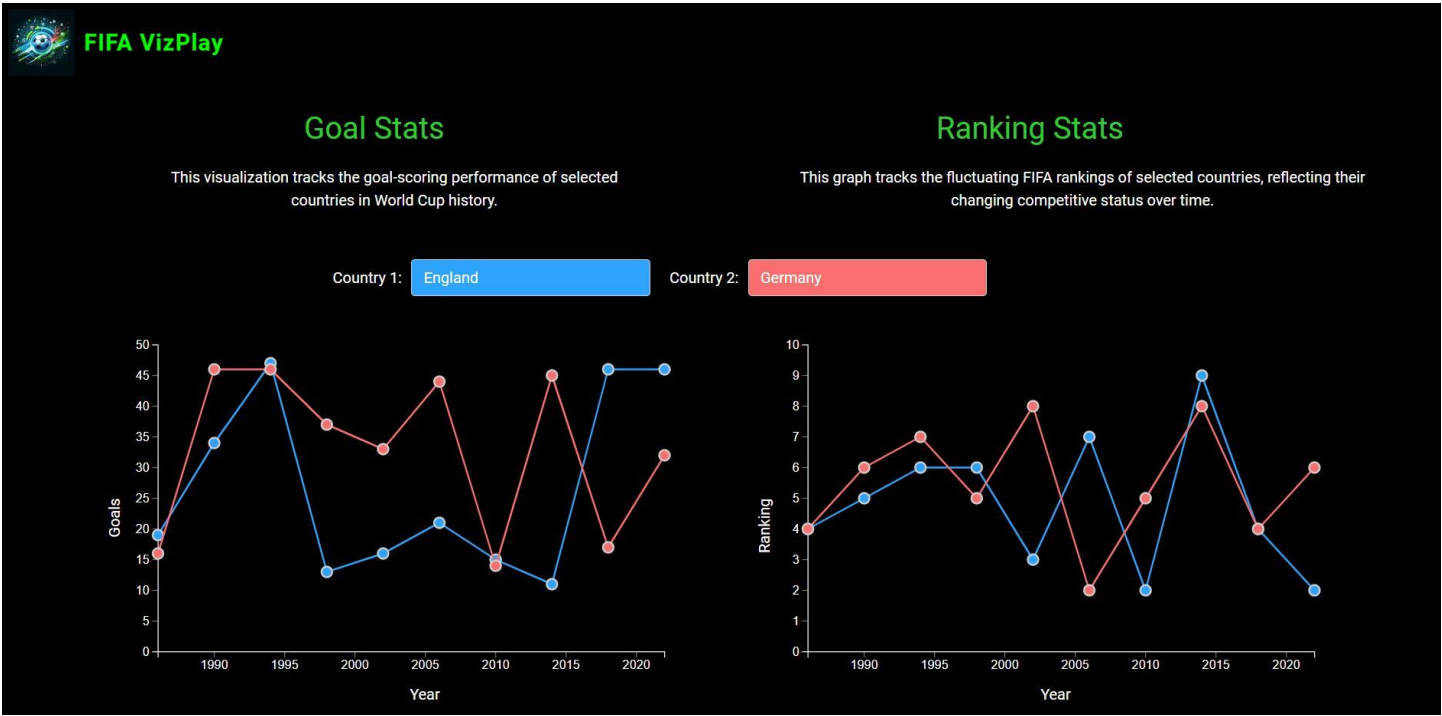 FIFA VizPlay
Goal Stats
Ranking Stats
This visualization tracks the goal-scoring performance of selected
countries in World Cup history.
This graph tracks the fluctuating FIFA rankings of selected countries, reflecting their
changing competitive status over time.
Country 1: England Country 2: Germany
50
45
40
35
30
25
20
15
10
5
0
Goals
1990 1995 2000 2005 2010 2015 2020
Year
10
9
8
7
6
5
4
3
2
1
0
Ranking
1990 1995 2000 2005 2010 2015 2020
Year